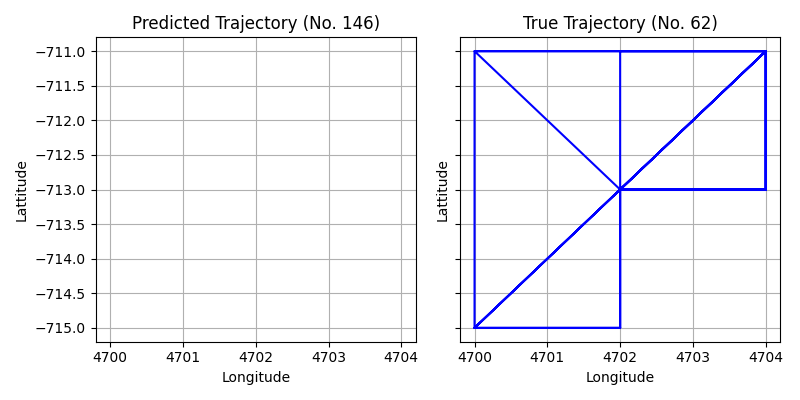 Predicted Trajectory (No. 146)
−711.0
−711.5
−712.0
−712.5
−713.0
−713.5
−714.0
−714.5
−715.0
Lattitude
4700 4701 4702 4703 4704
Longitude
True Trajectory (No. 62)
Lattitude
4700 4701 4702 4703 4704
Longitude